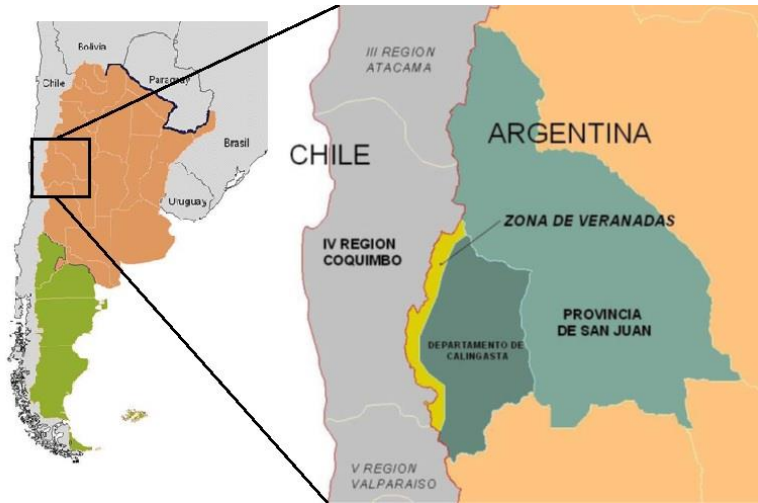 Bolivia
Paraguay
Chile
Brasil
Uruguay
III REGION
ATACAMA
ARGENTINA
CHILE
ZONA DE VERANADAS
IV REGION
COQUIMBO
PROVINCIA
DE SAN JUAN
DEPARTAMENTO DE
CALINGASTA
V REGION
VALPARAISO